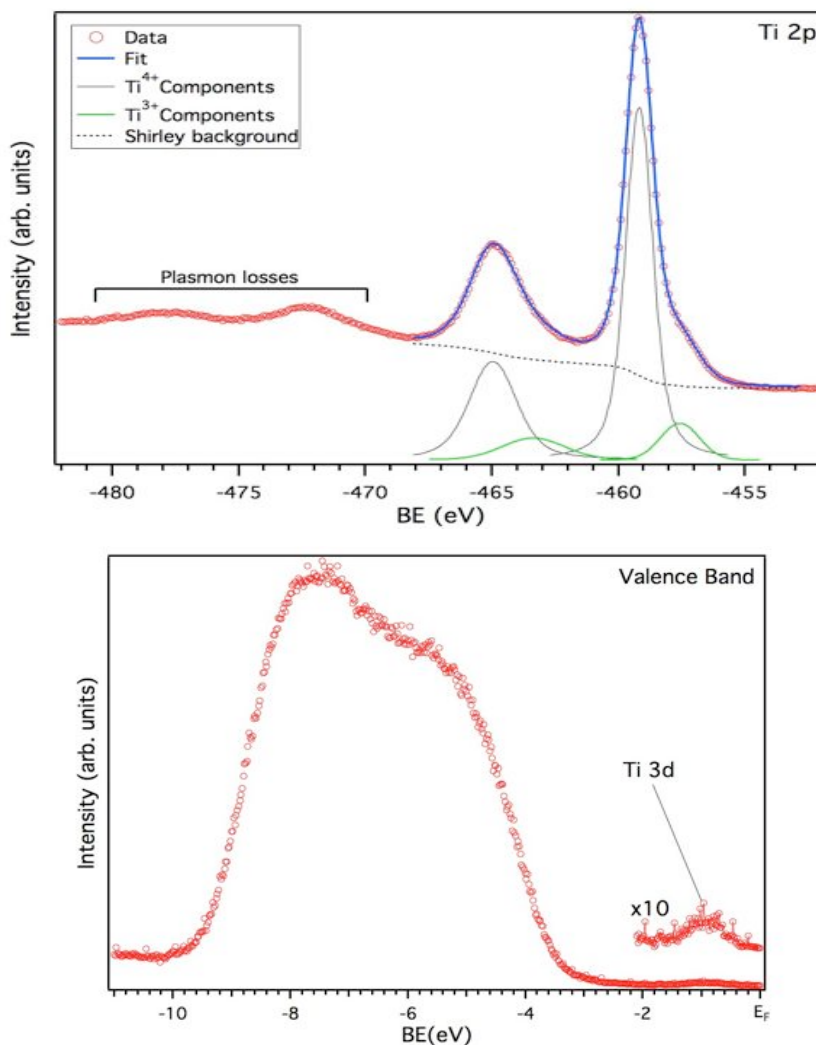 Data
Fit
Ti4+Components
Ti3+Components
Shirley background
Ti 2p
Plasmon losses
Intensity (arb. units)
-480
-475
-470
-465
-460
-455
BE (eV)
Valence Band
Intensity (arb. units)
Ti 3d
x10
-10
-8
-6
-4
-2
EF
BE(eV)